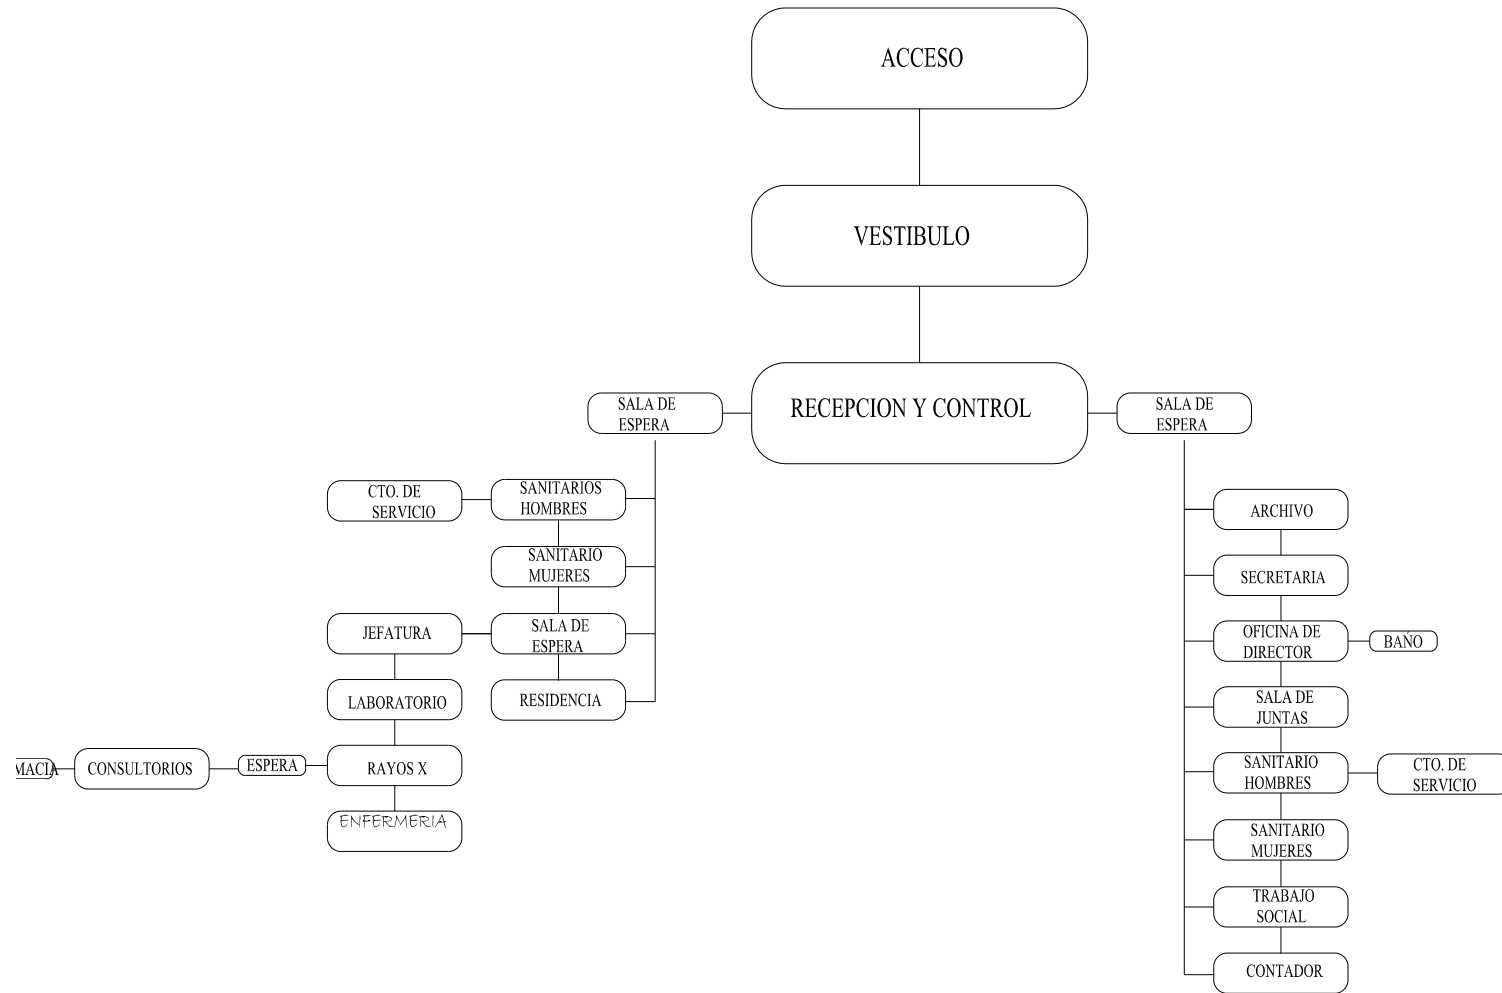 ACCESO
VESTIBULO
RECEPCION Y CONTROL
SALA DE
ESPERA
SALA DE
ESPERA
CTO. DE
SERVICIO
SANITARIOS
HOMBRES
SANITARIO
MUJERES
JEFATURA
SALA DE
ESPERA
LABORATORIO
RESIDENCIA
MACIA
CONSULTORIOS
ESPERA
RAYOS X
ENFERMERIA
ARCHIVO
SECRETARIA
OFICINA DE
DIRECTOR
BAÑO
SALA DE
JUNTAS
SANITARIO
HOMBRES
CTO. DE
SERVICIO
SANITARIO
MUJERES
TRABAJO
SOCIAL
CONTADOR